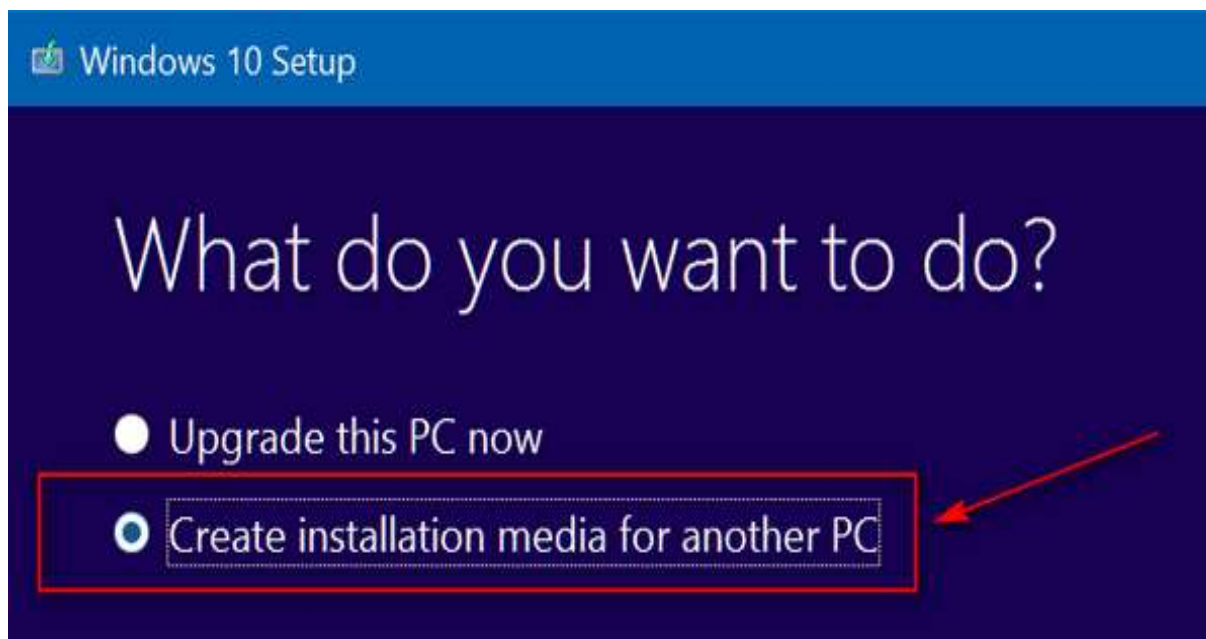 Windows 10 Setup
What do you want to do?
Upgrade this PC now
Create installation media for another PC